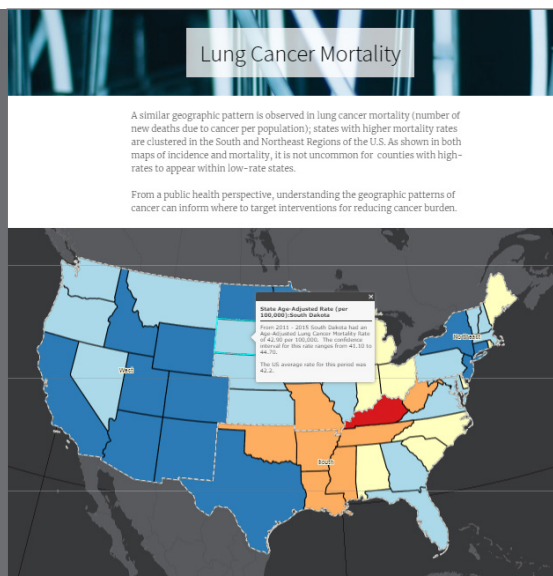 Lung Cancer Mortality
A similar geographic pattern is observed in lung cancer mortality (number of
new deaths due to cancer per population); states with higher mortality rates
are clustered in the South and Northeast Regions of the U.S. As shown in both
maps of incidence and mortality, it is not uncommon for counties with high-
rates to appear within low-rate states.
From a public health perspective, understanding the geographic patterns of
cancer can inform where to target interventions for reducing cancer burden.
State Age-Adjusted Rate (per
100,000):South Dakota
From 2011 - 2015 South Dakota had an
Age-Adjusted Lung Cancer Mortality Rate
of 42.90 per 100,000. The confidence
interval for this rate ranges from 41.10 to
44.70.
The US average rate for this period was
42.2.
Northeast
West
South